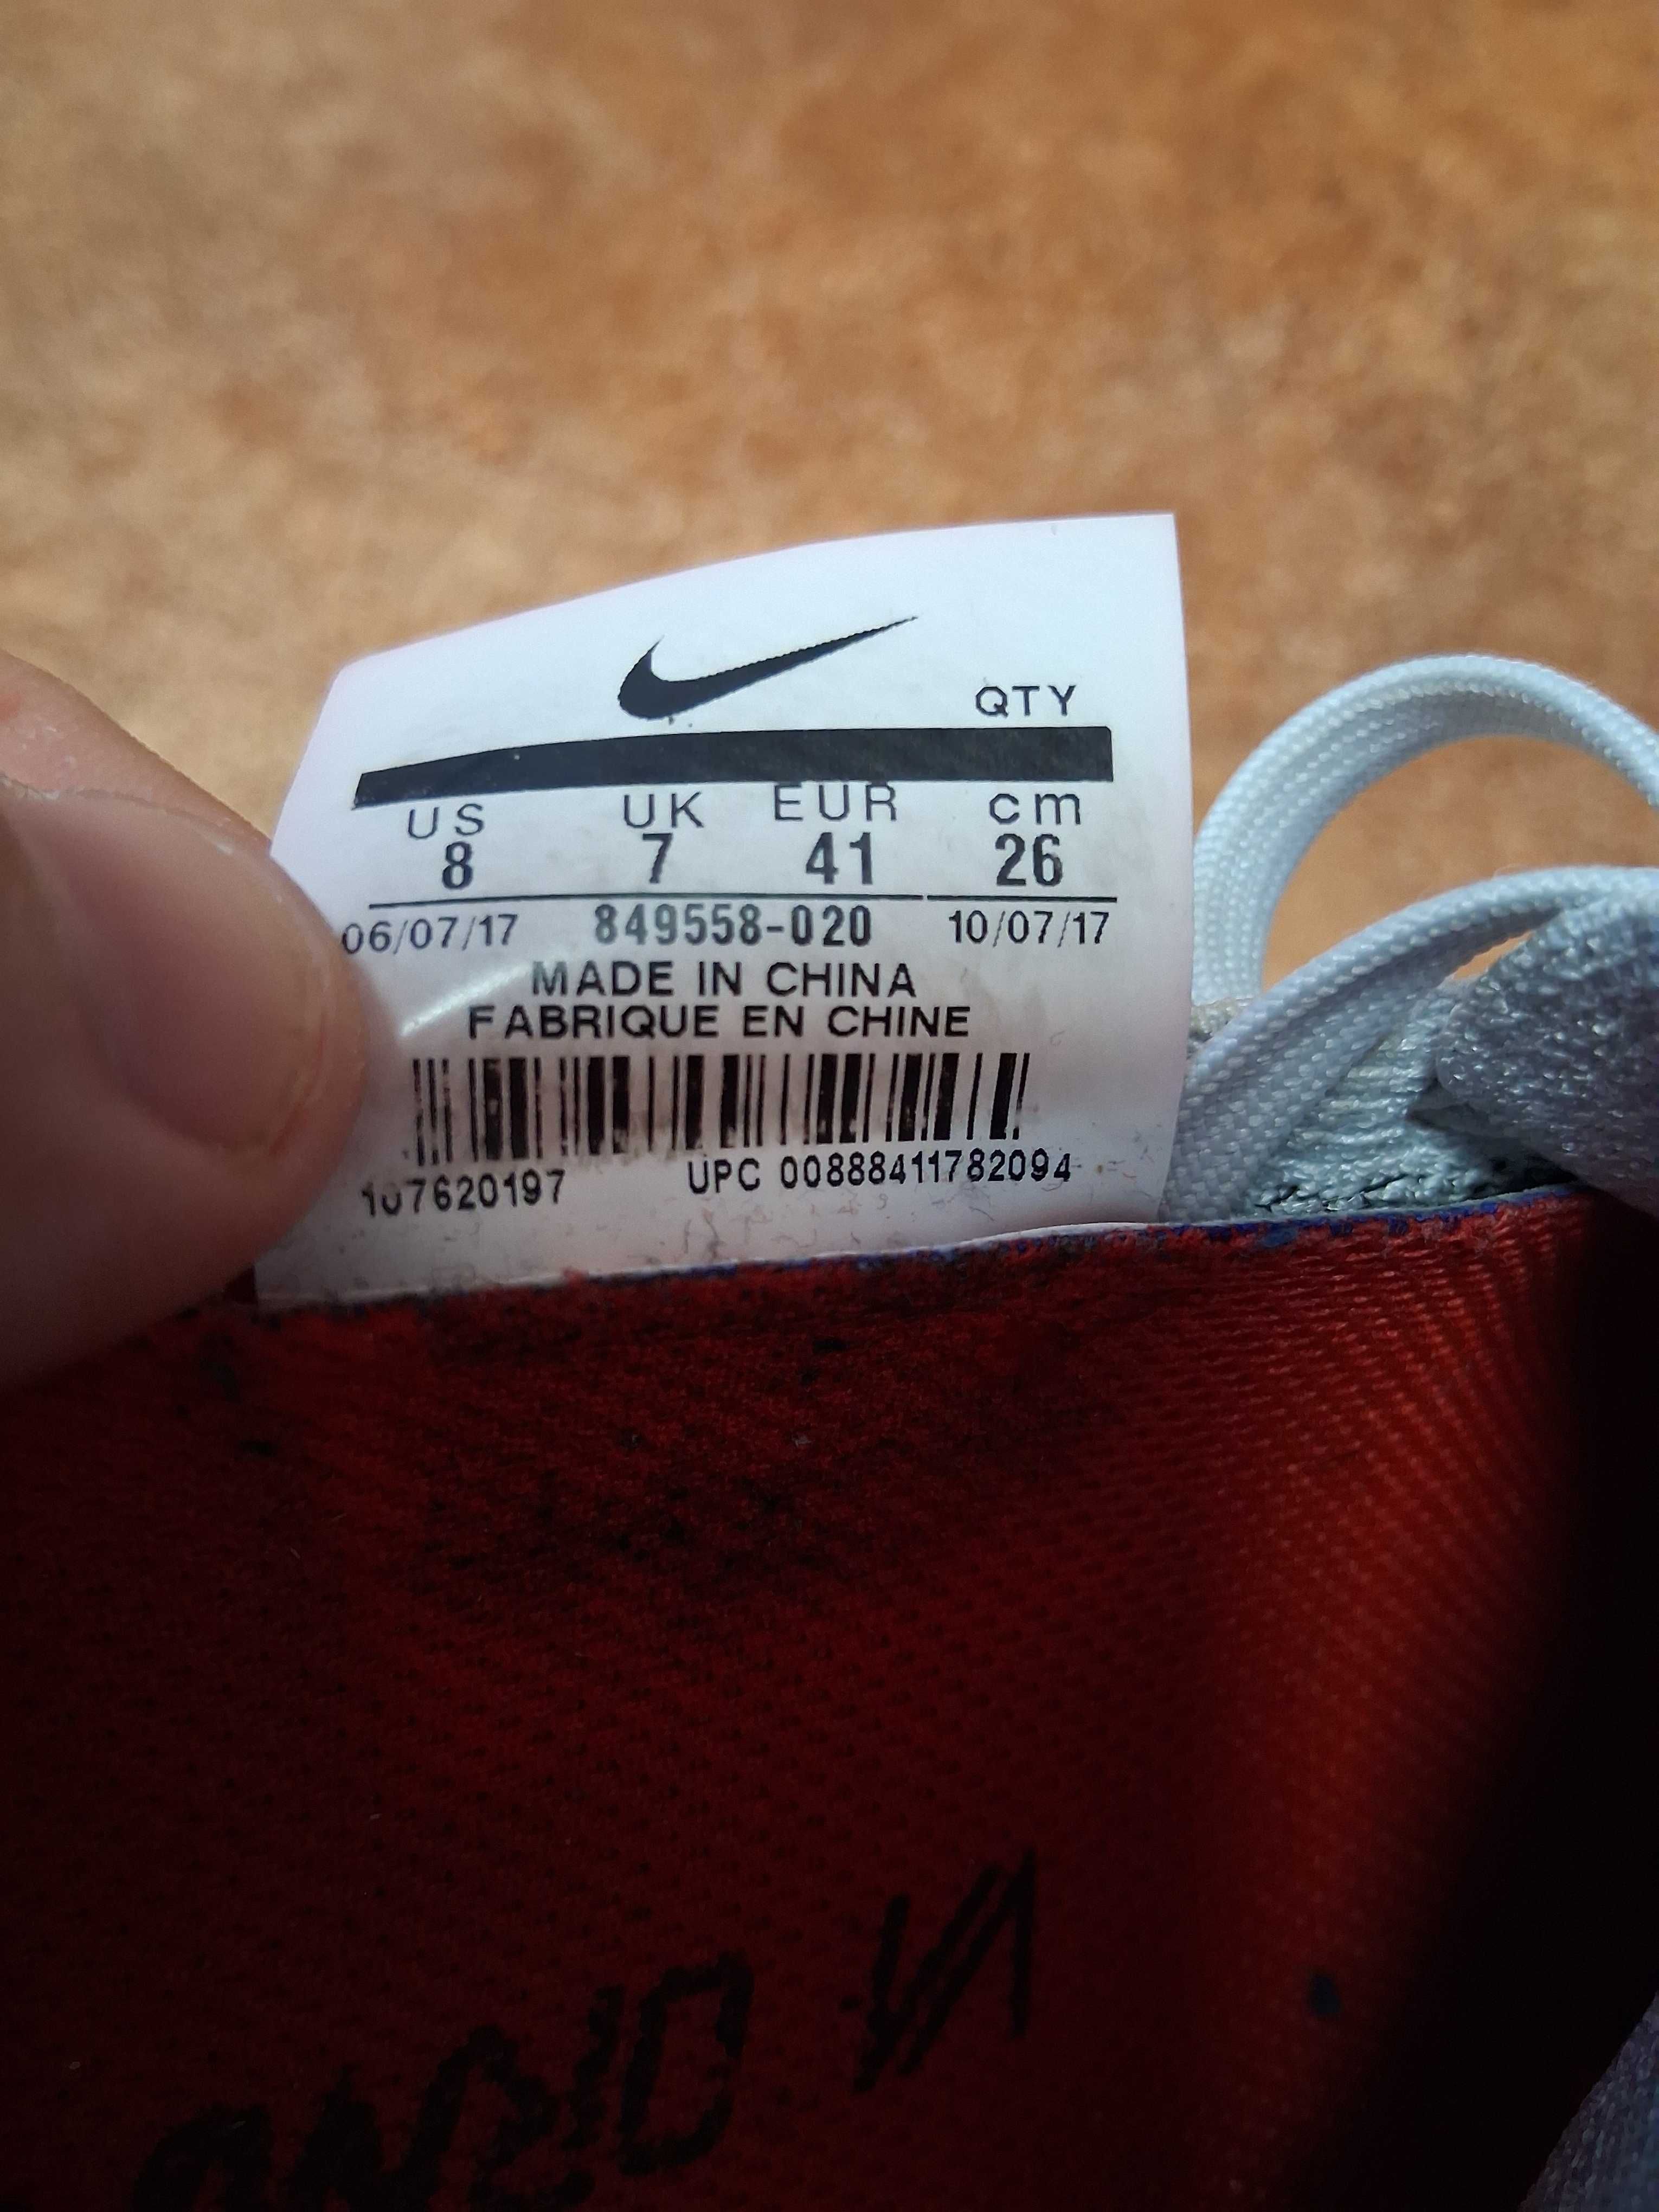 QTY
US UK EUR cm
8 7 41 26
06/07/17 849558-020 10/07/17
MADE IN CHINA
FABRIQUE EN CHINE
107620197 UPC 00888411782094